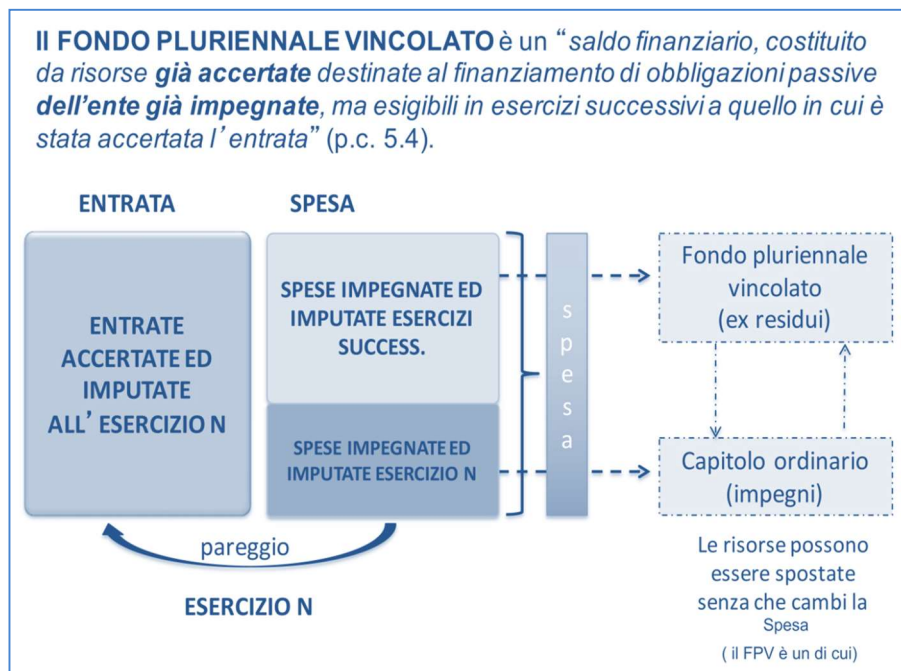 Il FONDO PLURIENNALE VINCOLATO è un “saldo finanziario, costituito
da risorse già accertate destinate al finanziamento di obbligazioni passive
dell’ente già impegnate, ma esigibili in esercizi successivi a quello in cui è
stata accertata l’entrata” (p.c. 5.4).
ENTRATA
SPESA
ENTRATE
ACCERTATE ED
IMPUTATE
ALL’ ESERCIZIO N
SPESE IMPEGNATE ED
IMPUTATE ESERCIZI
SUCCESS.
SPESE IMPEGNATE ED
IMPUTATE ESERCIZIO N
spesa
Fondo pluriennale
vincolato
(ex residui)
Capitolo ordinario
(impegni)
pareggio
ESERCIZIO N
Le risorse possono
essere spostate
senza che cambi la
Spesa
( il FPV è un di cui)